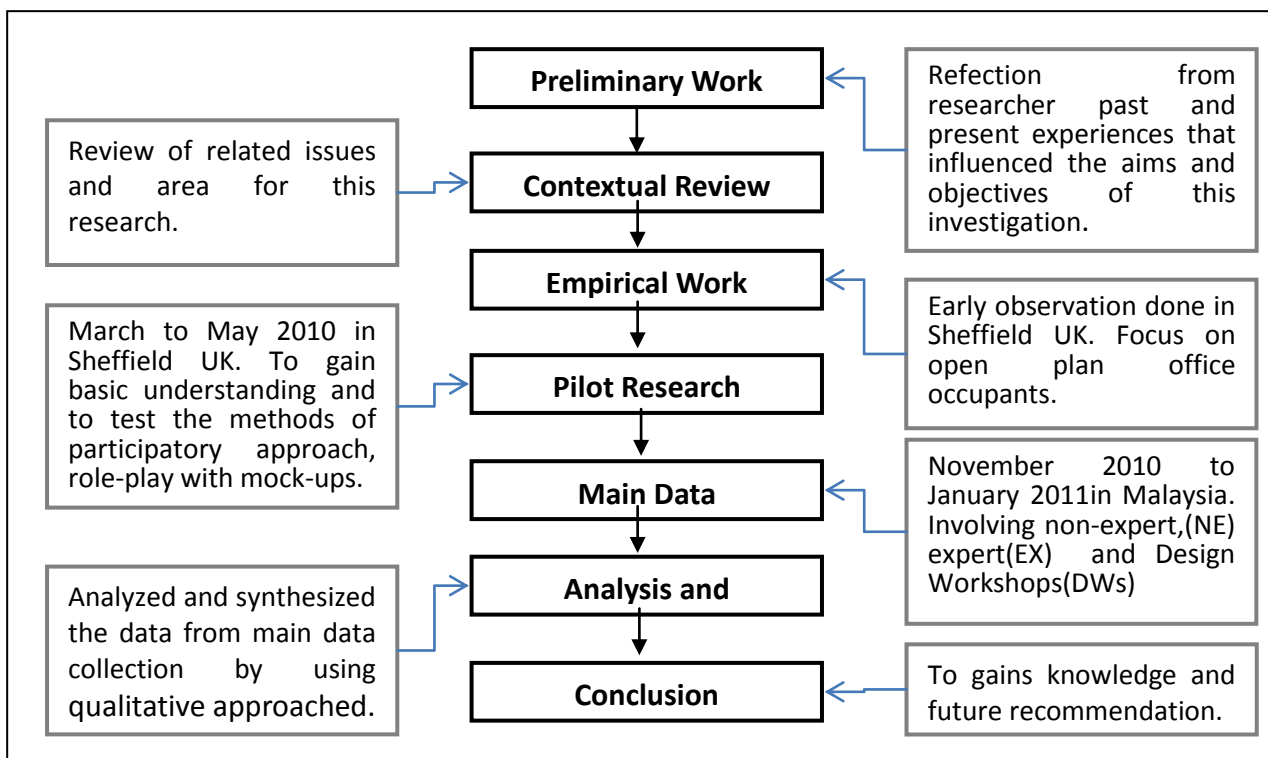 Preliminary Work
Refection from
researcher past and
present experiences that
influenced the aims and
objectives of this
investigation.
Review of related issues
and area for this
research.
Contextual Review
Empirical Work
Early observation done in
Sheffield UK. Focus on
open plan office
occupants.
March to May 2010 in
Sheffield UK. To gain
basic understanding and
to test the methods of
participatory approach,
role-play with mock-ups.
Pilot Research
Main Data
November 2010 to
January 2011in Malaysia.
Involving non-expert,(NE)
expert(EX) and Design
Workshops(DWs)
Analysis and
Analyzed and synthesized
the data from main data
collection by using
qualitative approached.
Conclusion
To gains knowledge and
future recommendation.